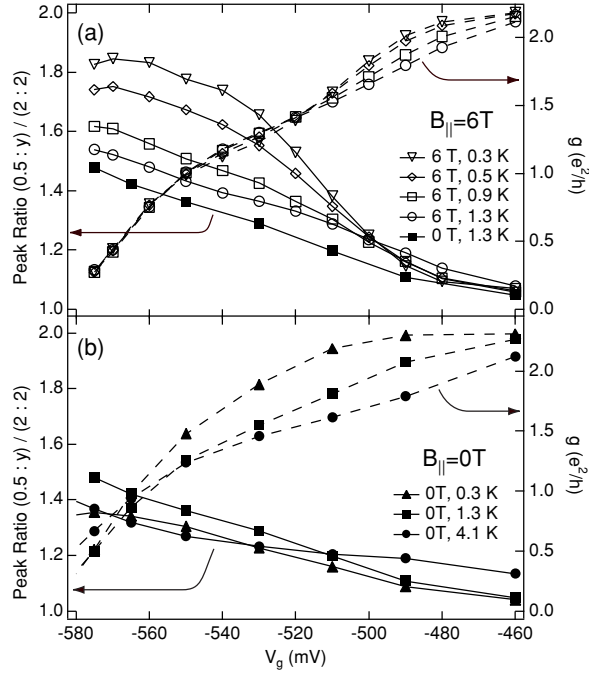 (a)
2.0
1.8
1.6
1.4
1.2
1.0
Peak Ratio (0.5 : y) / (2 : 2)
2.0
1.5
1.0
0.5
0.0
g (e²/h)
B||=6T
6 T, 0.3 K
6 T, 0.5 K
6 T, 0.9 K
6 T, 1.3 K
0 T, 1.3 K
(b)
2.0
1.8
1.6
1.4
1.2
1.0
Peak Ratio (0.5 : y) / (2 : 2)
2.0
1.5
1.0
0.5
0.0
g (e²/h)
B||=0T
0T, 0.3 K
0T, 1.3 K
0T, 4.1 K
-580 -560 -540 -520 -500 -480 -460
Vg (mV)